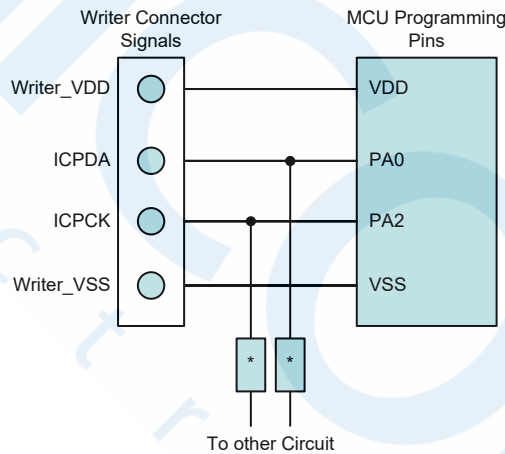 Writer Connector
Signals
MCU Programming
Pins
Writer_VDD
VDD
ICPDA
PA0
ICPCK
PA2
Writer_VSS
VSS
*
*
To other Circuit
c
t
r